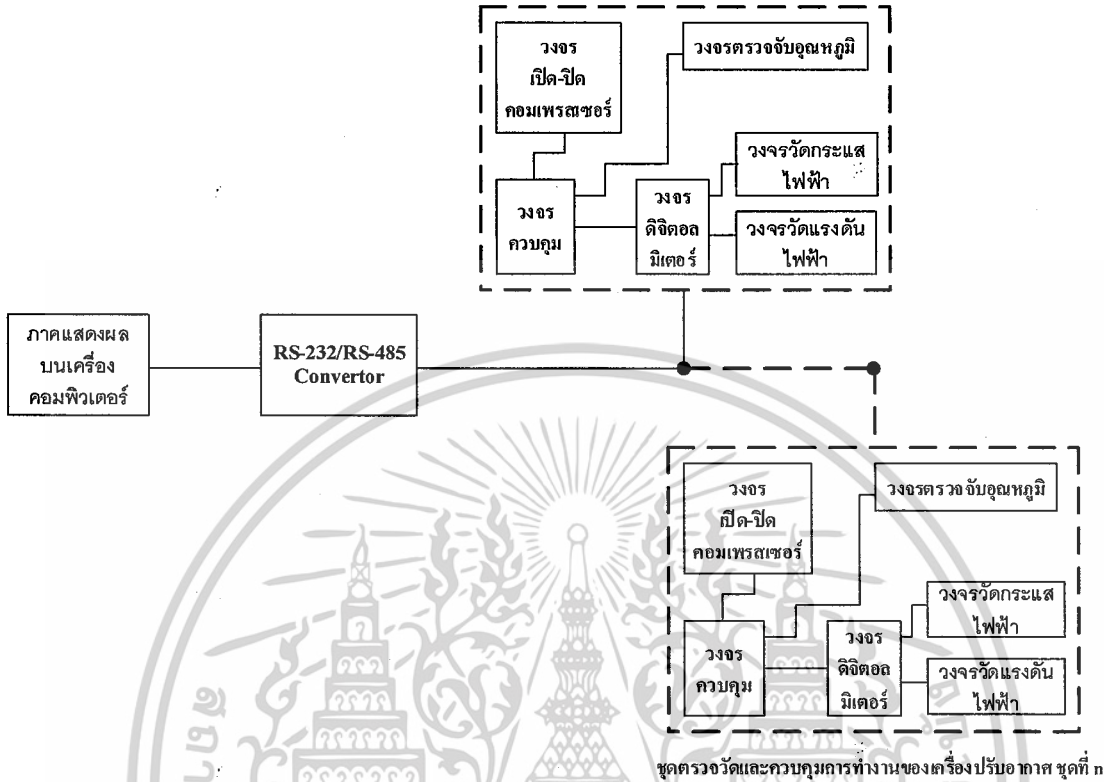 วงจร
เปิด-ปิด
คอมเพรสเซอร์
วงจรตรวจจับอุณหภูมิ
วงจรวัดกระแส
ไฟฟ้า
วงจร
ควบคุม
วงจร
ดิจิตอล
มิเตอร์
วงจรวัดแรงดัน
ไฟฟ้า
ภาคแสดงผล
บนเครื่อง
คอมพิวเตอร์
RS-232/RS-485
Convertor
วงจร
เปิด-ปิด
คอมเพรสเซอร์
วงจรตรวจจับอุณหภูมิ
วงจรวัดกระแส
ไฟฟ้า
วงจร
ควบคุม
วงจร
ดิจิตอล
มิเตอร์
วงจรวัดแรงดัน
ไฟฟ้า
ชุดตรวจวัดและควบคุมการทำงานของเครื่องปรับอากาศ ชุดที่ n